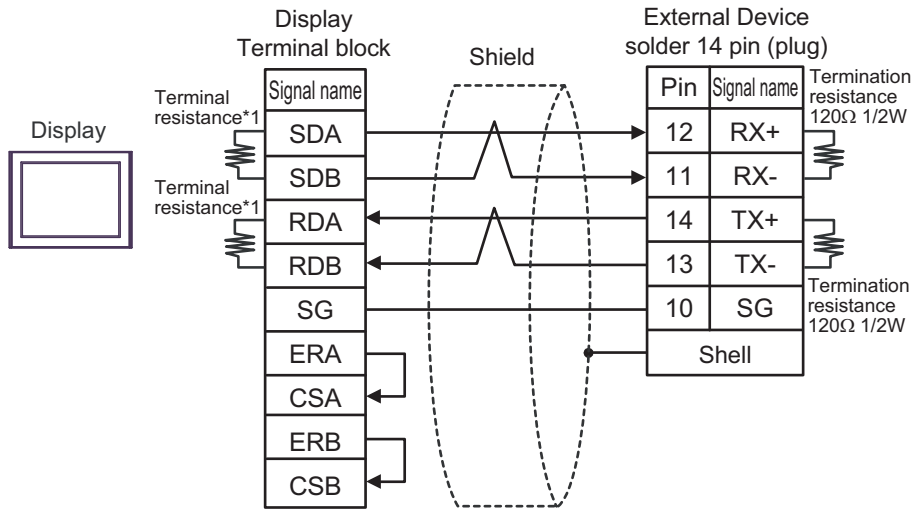 Display
Display
Terminal block
Signal name
SDA
SDB
RDA
RDB
SG
ERA
CSA
ERB
CSB
Terminal
resistance*1
Terminal
resistance*1
Shield
External Device
solder 14 pin (plug)
Pin Signal name
12 RX+
11 RX-
14 TX+
13 TX-
10 SG
Shell
Termination
resistance
120Ω 1/2W
Termination
resistance
120Ω 1/2W